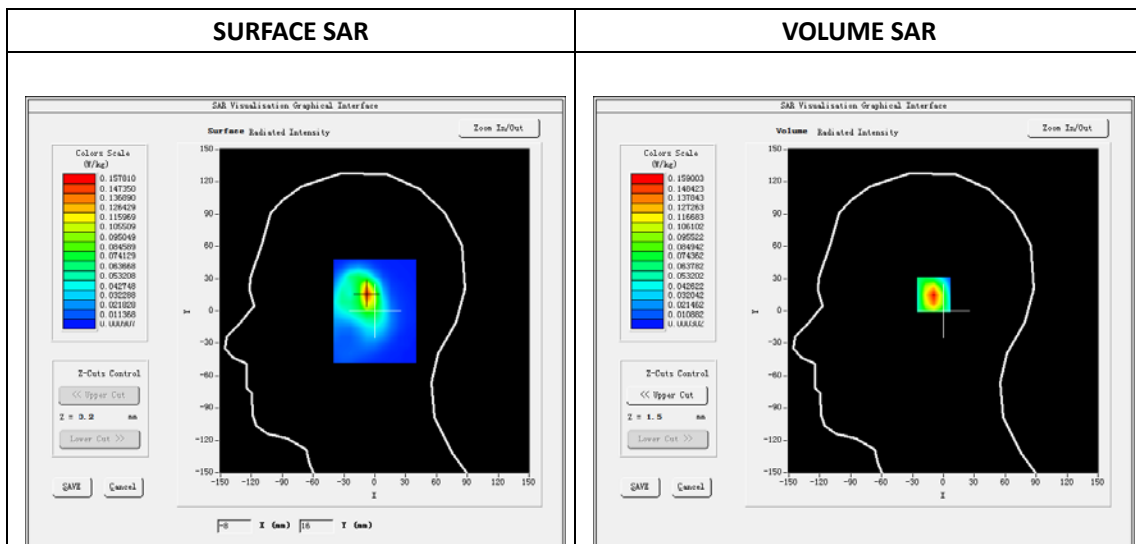 SURFACE SAR
SAR Visualisation Graphical Interface
Surface Radiated Intensity
Zoom In/Out
Colors Scale
(W/kg)
0.157810
0.147350
0.136890
0.126429
0.115969
0.105509
0.095049
0.084589
0.074129
0.063668
0.053208
0.042748
0.032288
0.021828
0.011368
0.000907
Z-Cuts Control
<< Upper Cut
Z = mm
Lower Cut >>
SAVE Cancel
150
120
90
60
30
0
-30
-60
-90
-120
-150
Y
-150 -120 -90 -60 -30 0 30 60 90 120 150
X
-8 X (mm) 16 Y (mm)
VOLUME SAR
SAR Visualisation Graphical Interface
Volume Radiated Intensity
Zoom In/Out
Colors Scale
(W/kg)
0.159003
0.148423
0.137843
0.127263
0.116683
0.106102
0.095522
0.084942
0.074362
0.063782
0.053202
0.042622
0.032042
0.021462
0.010882
0.000302
Z-Cuts Control
<< Upper Cut
Z = 1.5 mm
Lower Cut >>
SAVE Cancel
150
120
90
60
30
0
-30
-60
-90
-120
-150
Y
-150 -120 -90 -60 -30 0 30 60 90 120 150
X